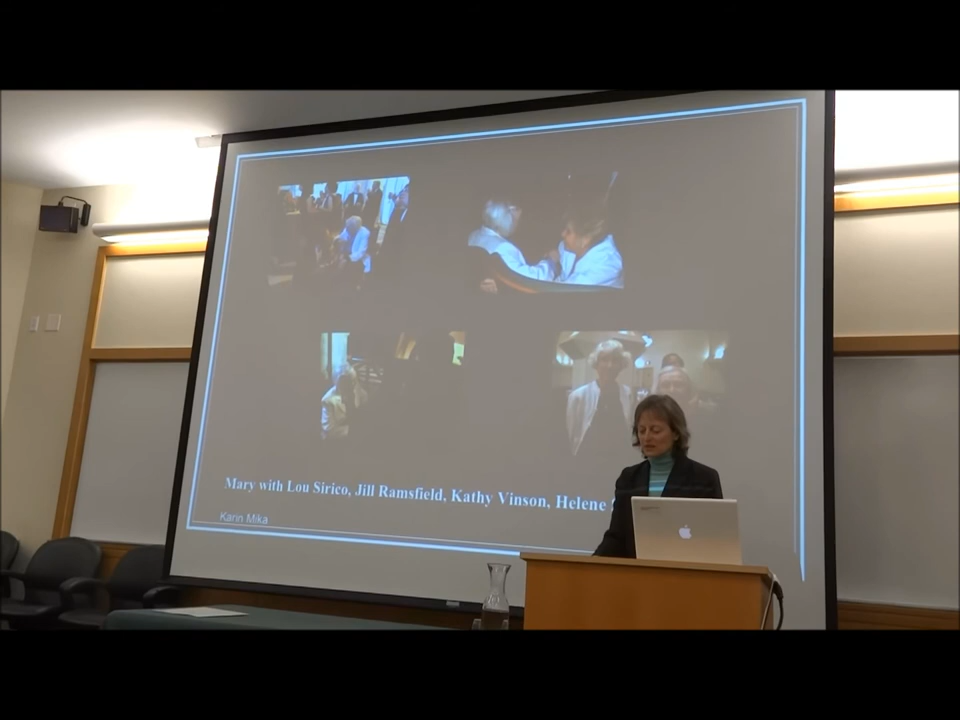 Mary with Lou Sirico, Jill Ramsfield, Kathy Vinson, Helene
Karin Mika